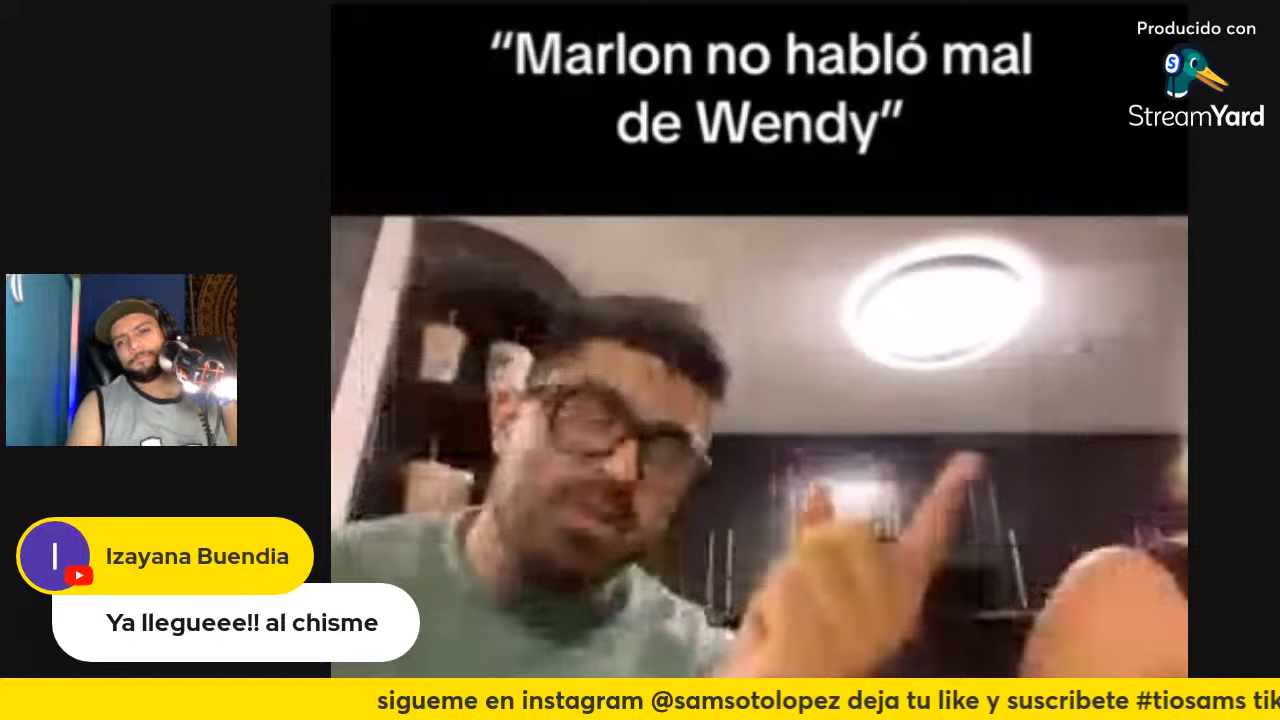 “Marlon no habló mal
de Wendy”
Producido con
S
StreamYard
I
Izayana Buendia
Ya llegueee!! al chisme
sigueme en instagram @samsotolopez deja tu like y suscribete #tiosams tik